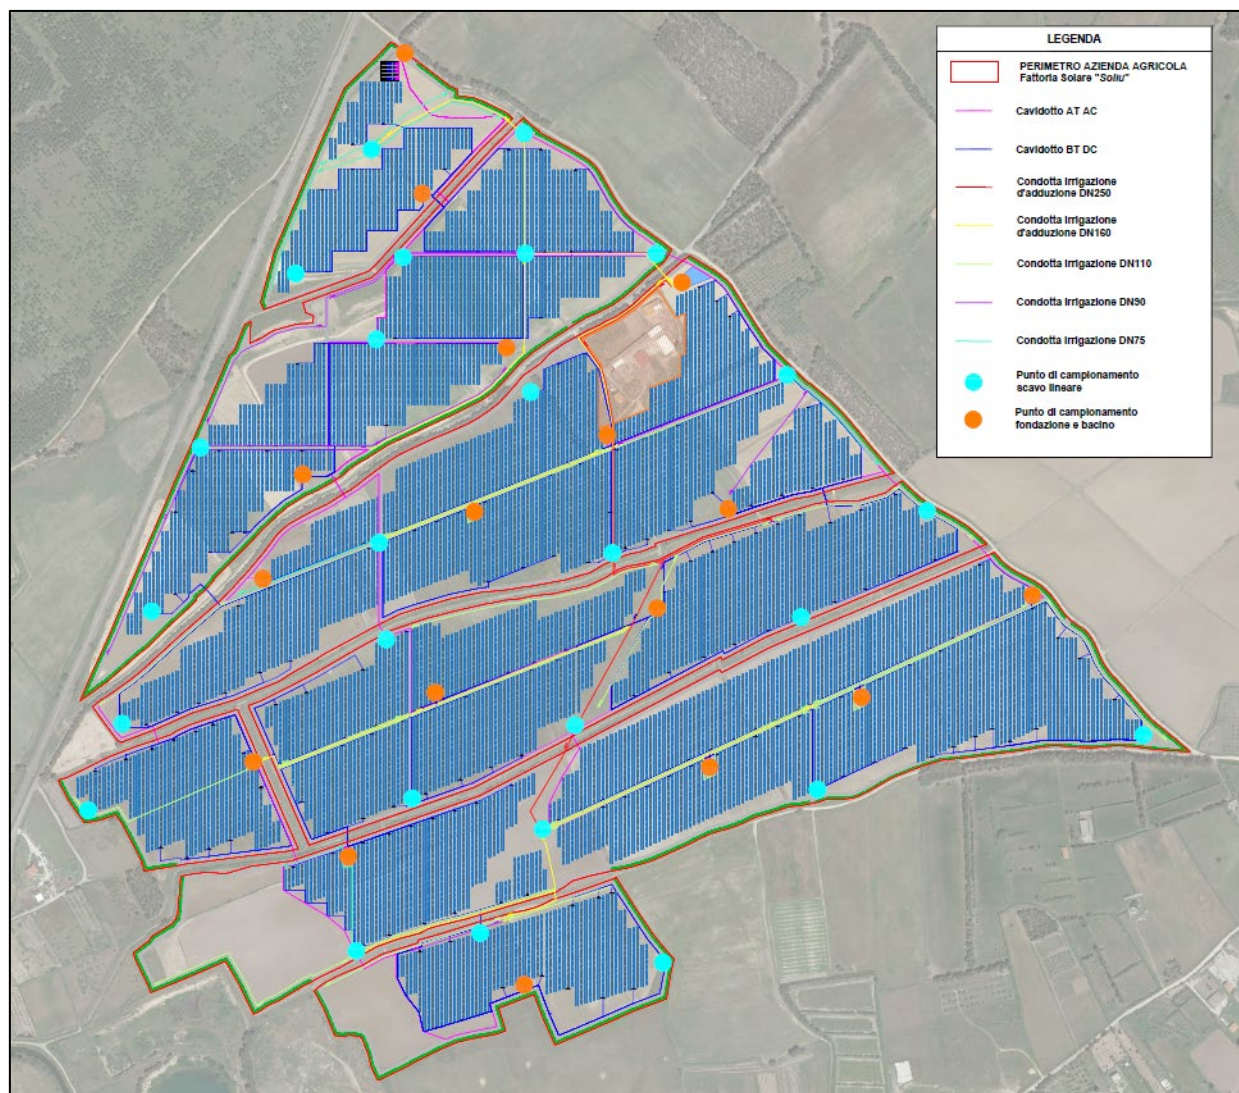 LEGENDA
PERIMETRO AZIENDA AGRICOLA
Fattoria Solare "Soliu"
Cavidotto AT AC
Cavidotto BT DC
Condotta Irrigazione
d'adduzione DN250
Condotta Irrigazione
d'adduzione DN160
Condotta Irrigazione DN110
Condotta Irrigazione DN90
Condotta Irrigazione DN75
Punto di campionamento
scavo lineare
Punto di campionamento
fondazione e bacino